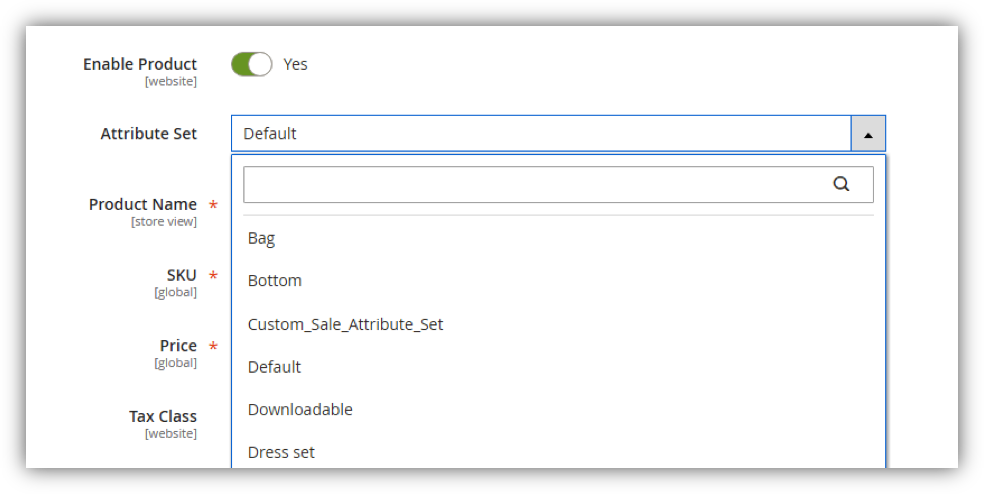 Enable Product
Yes
[website]
Attribute Set
Default
Product Name *
[store view]
Bag
SKU *
[global]
Bottom
Custom_Sale_Attribute_Set
Price *
[global]
Default
Tax Class
[website]
Downloadable
Dress set